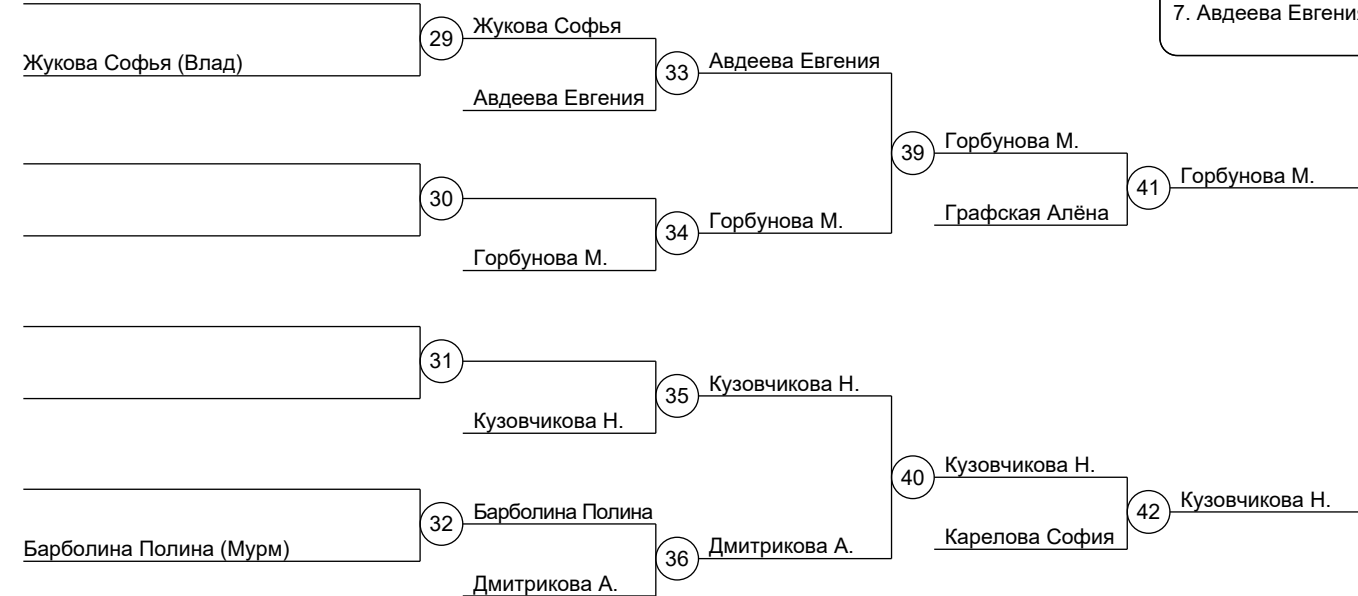 7. Авдеева Евгения
29
Жукова Софья
Жукова Софья (Влад)
33
Авдеева Евгения
Авдеева Евгения
39
Горбунова М.
41
Горбунова М.
30
34
Горбунова М.
Графская Алёна
Горбунова М.
31
35
Кузовчикова Н.
Кузовчикова Н.
40
Кузовчикова Н.
42
Кузовчикова Н.
32
Барболина Полина
Барболина Полина (Мурм)
36
Дмитрикова А.
Карелова София
Дмитрикова А.